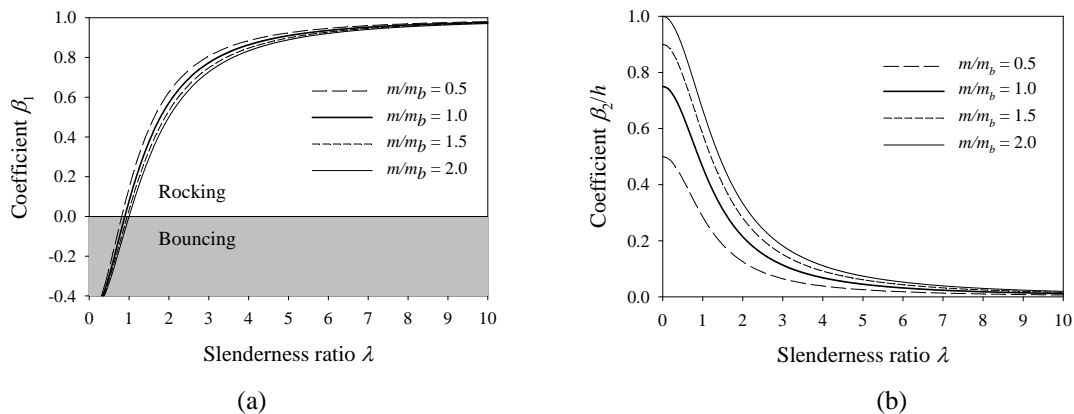 Coefficient β1
1.0
0.8
0.6
0.4
0.2
0.0
-0.2
-0.4
m/mb = 0.5
m/mb = 1.0
m/mb = 1.5
m/mb = 2.0
Rocking
Bouncing
0 1 2 3 4 5 6 7 8 9 10
Slenderness ratio λ
(a)
Coefficient β2/h
1.0
0.8
0.6
0.4
0.2
0.0
m/mb = 0.5
m/mb = 1.0
m/mb = 1.5
m/mb = 2.0
0 1 2 3 4 5 6 7 8 9 10
Slenderness ratio λ
(b)